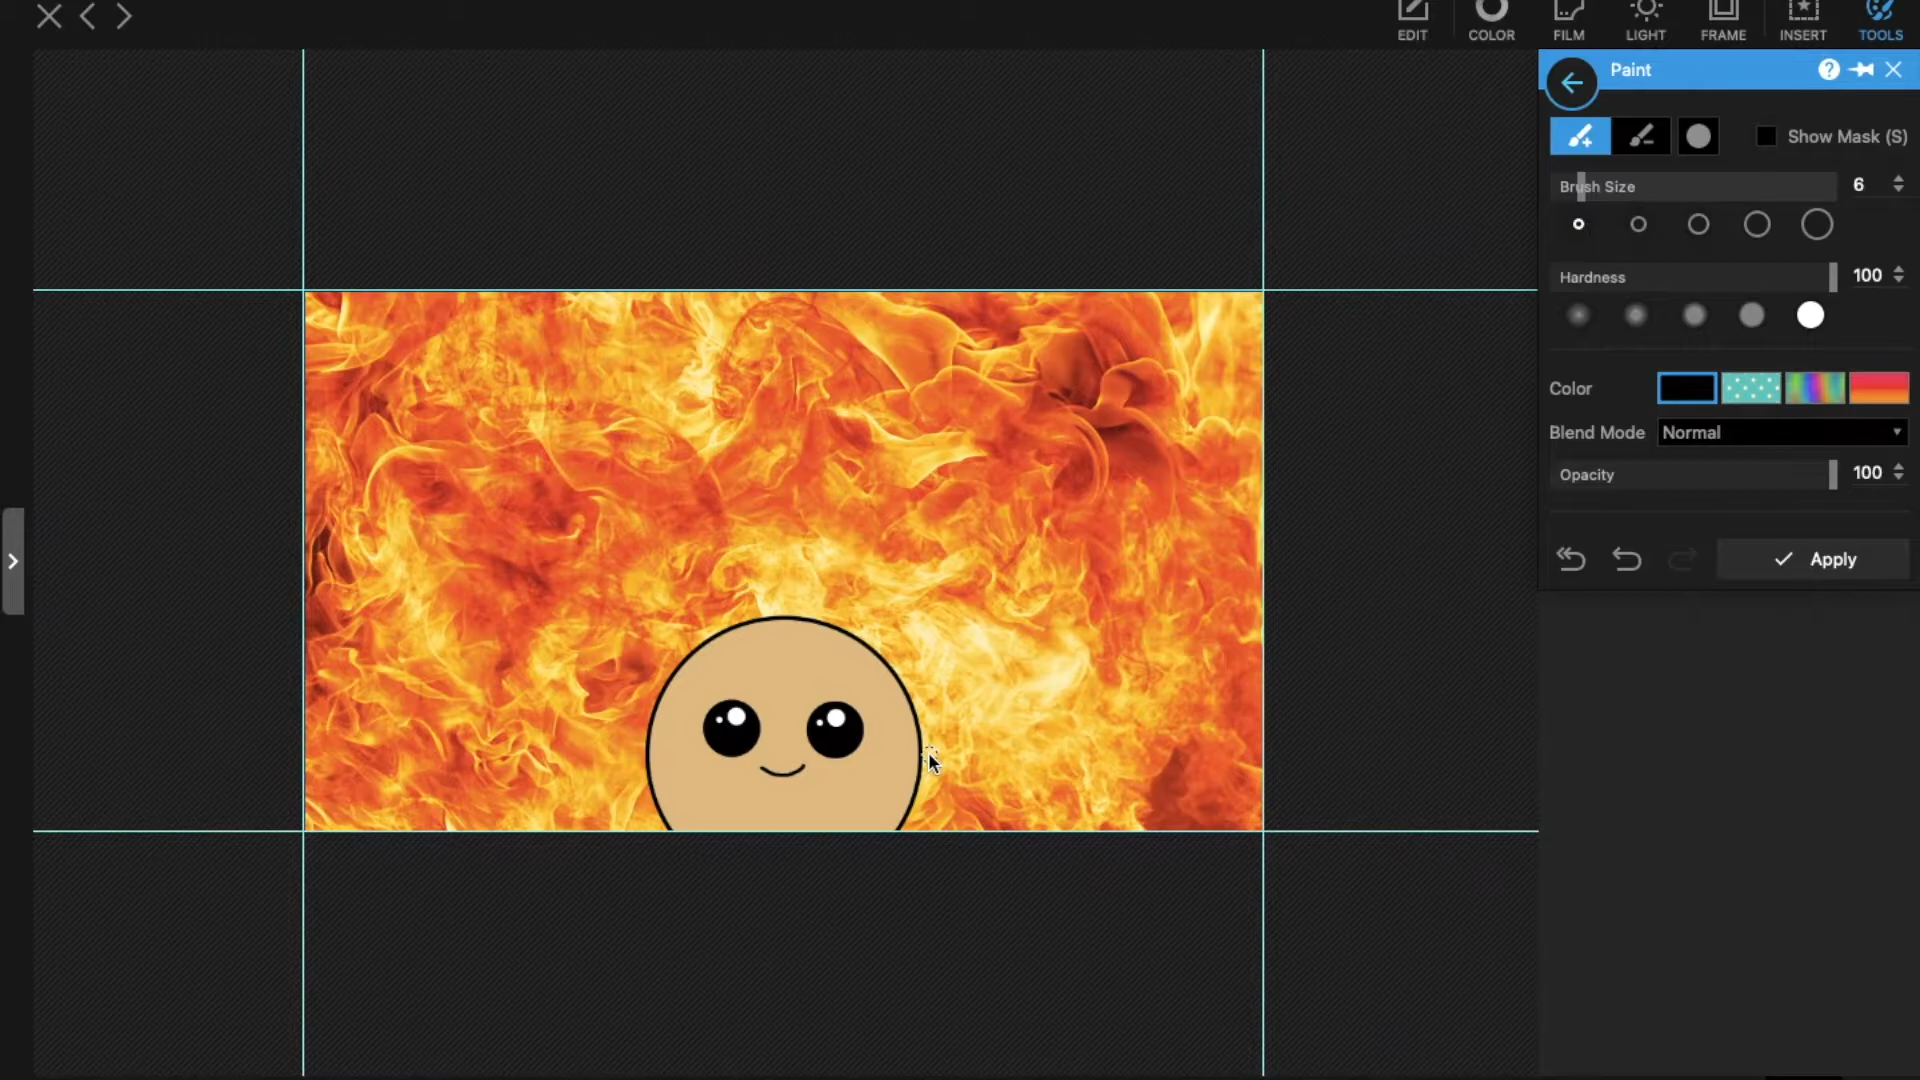 EDIT COLOR FILM LIGHT FRAME INSERT TOOLS
Paint ?
Show Mask (S)
Brush Size 6
Hardness 100
Color
Blend Mode Normal
Opacity 100
Apply